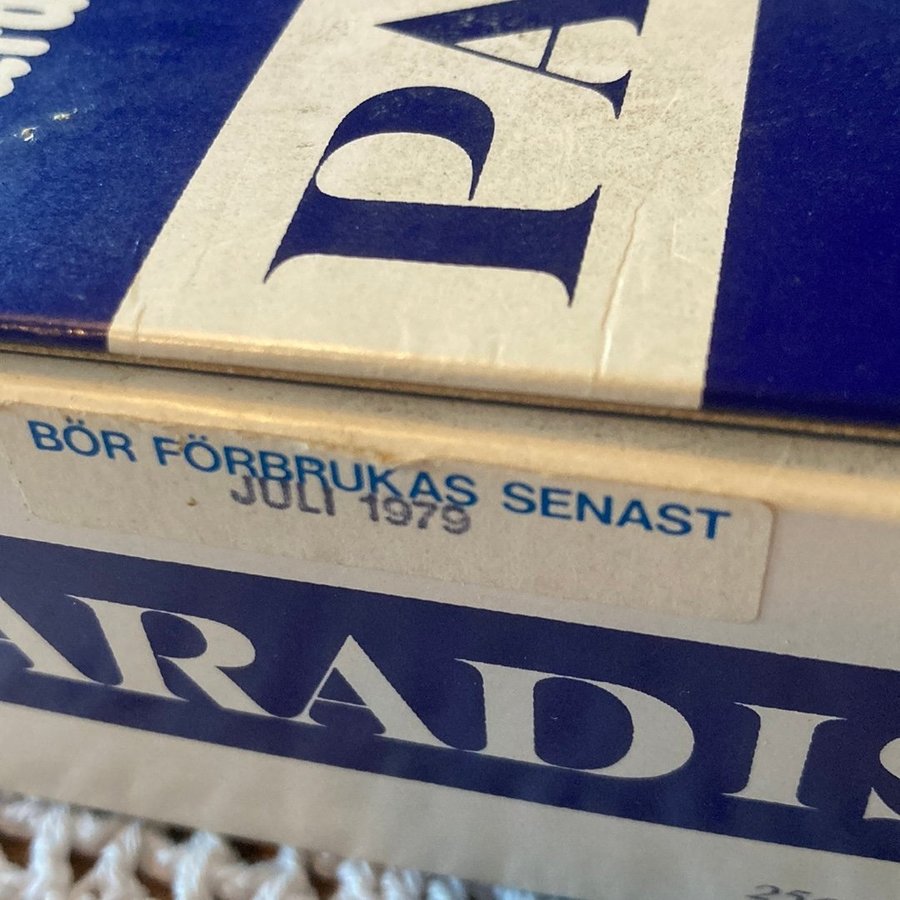 PA
BÖR FÖRBRUKAS SENAST
JULI 1979
ARADIS